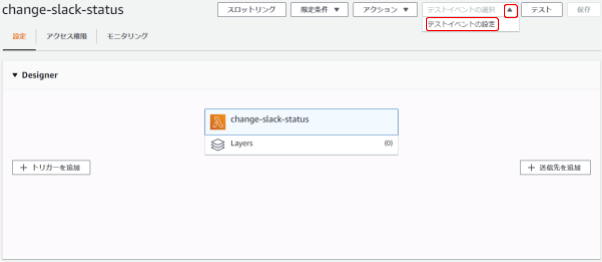 change-slack-status
スロットリング
限定条件 ▼
アクション ▼
テストイベントの選択 ▲
テスト
保存
テストイベントの設定
設定
アクセス権限
モニタリング
▼ Designer
change-slack-status
Layers
(0)
+ トリガーを追加
+ 送信先を追加